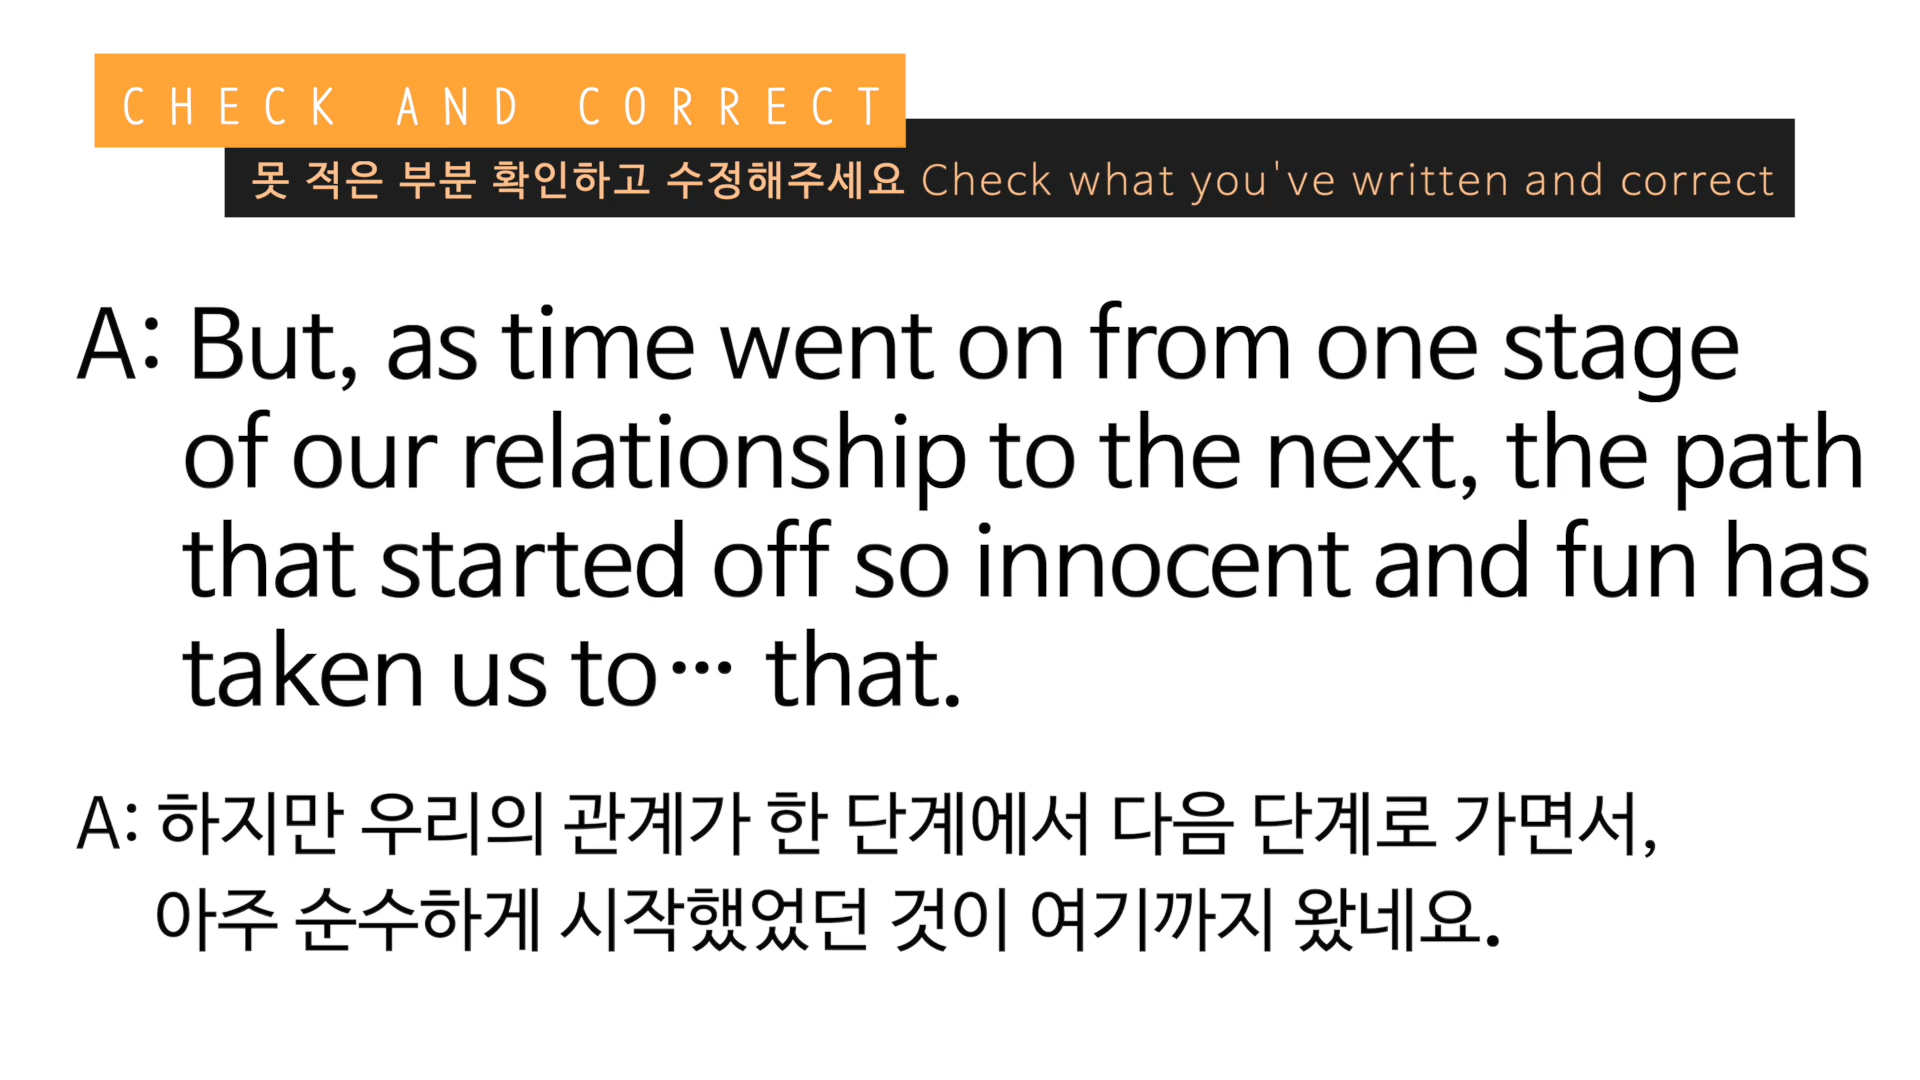 CHECK AND CORRECT
못 적은 부분 확인하고 수정해주세요 Check what you've written and correct
A: But, as time went on from one stage
of our relationship to the next, the path
that started off so innocent and fun has
taken us to… that.
A: 하지만 우리의 관계가 한 단계에서 다음 단계로 가면서,
아주 순수하게 시작했었던 것이 여기까지 왔네요.